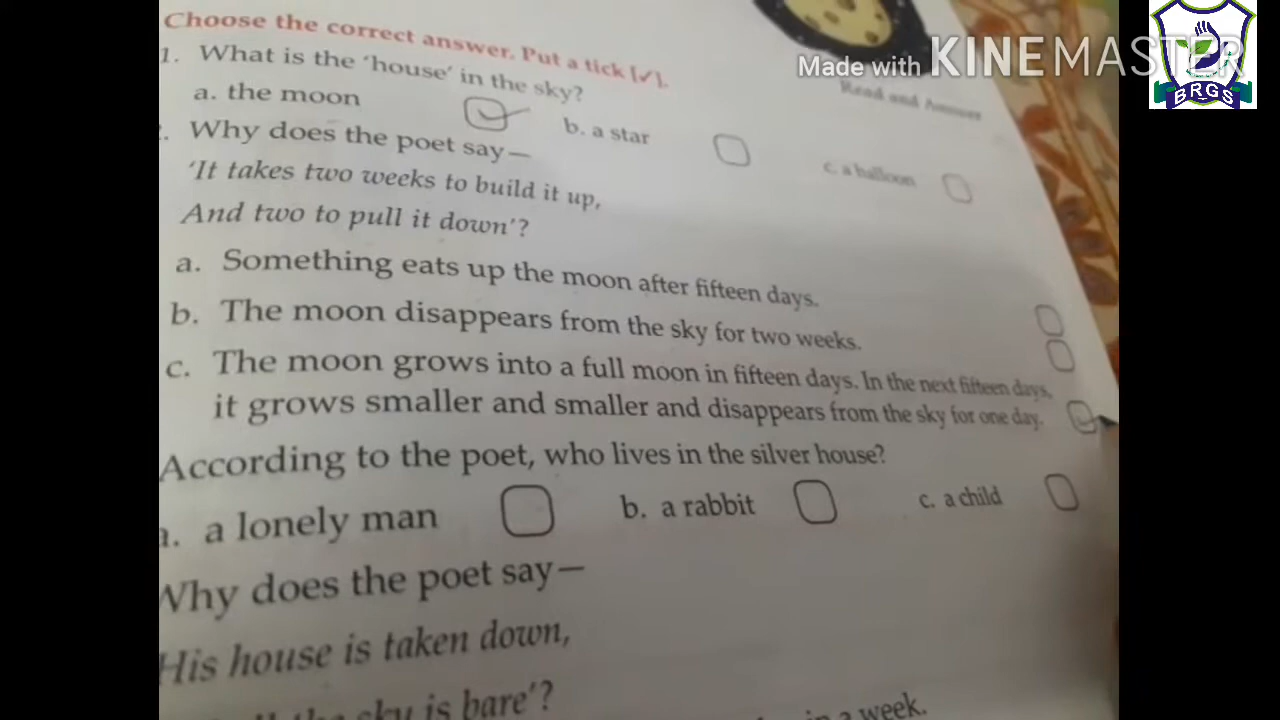 Choose the correct answer. Put a tick [✓].
Made with KINEMASTER
BRGS
Read and Answer
1. What is the 'house' in the sky?
a. the moon b. a star c. a balloon
. Why does the poet say—
'It takes two weeks to build it up,
And two to pull it down'?
a. Something eats up the moon after fifteen days.
b. The moon disappears from the sky for two weeks.
c. The moon grows into a full moon in fifteen days. In the next fifteen days,
it grows smaller and smaller and disappears from the sky for one day.
According to the poet, who lives in the silver house?
a. a lonely man b. a rabbit c. a child
Why does the poet say—
His house is taken down,
the sky is bare'?
in a week.